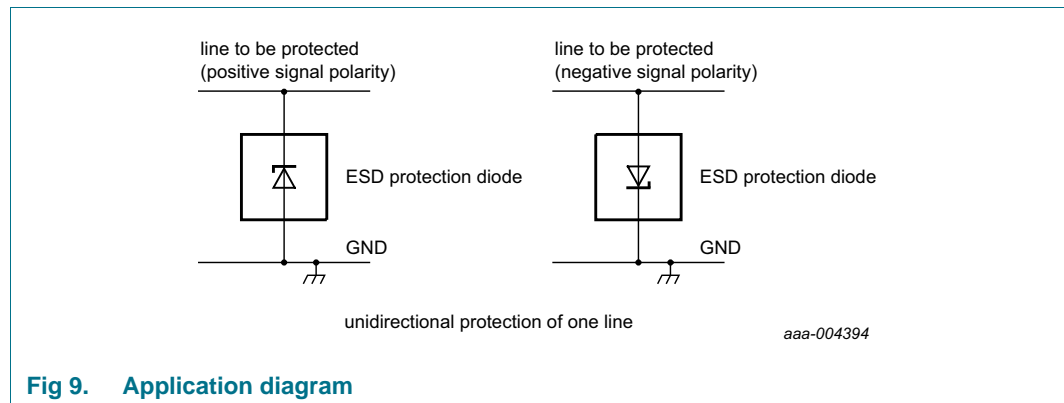 line to be protected
(positive signal polarity)
ESD protection diode
GND
line to be protected
(negative signal polarity)
ESD protection diode
GND
unidirectional protection of one line
aaa-004394
Fig 9. Application diagram